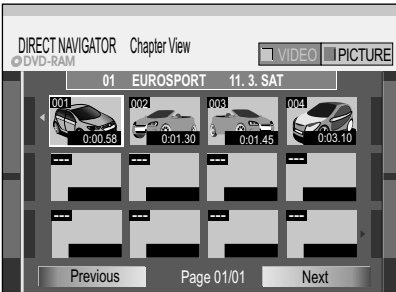 DIRECT NAVIGATOR Chapter View
DVD-RAM
VIDEO PICTURE
01 EUROSPORT 11. 3. SAT
001 002 003 004
0:00.58 0:01.30 0:01.45 0:03.10
--- --- --- ---
--- --- --- ---
Previous Page 01/01 Next